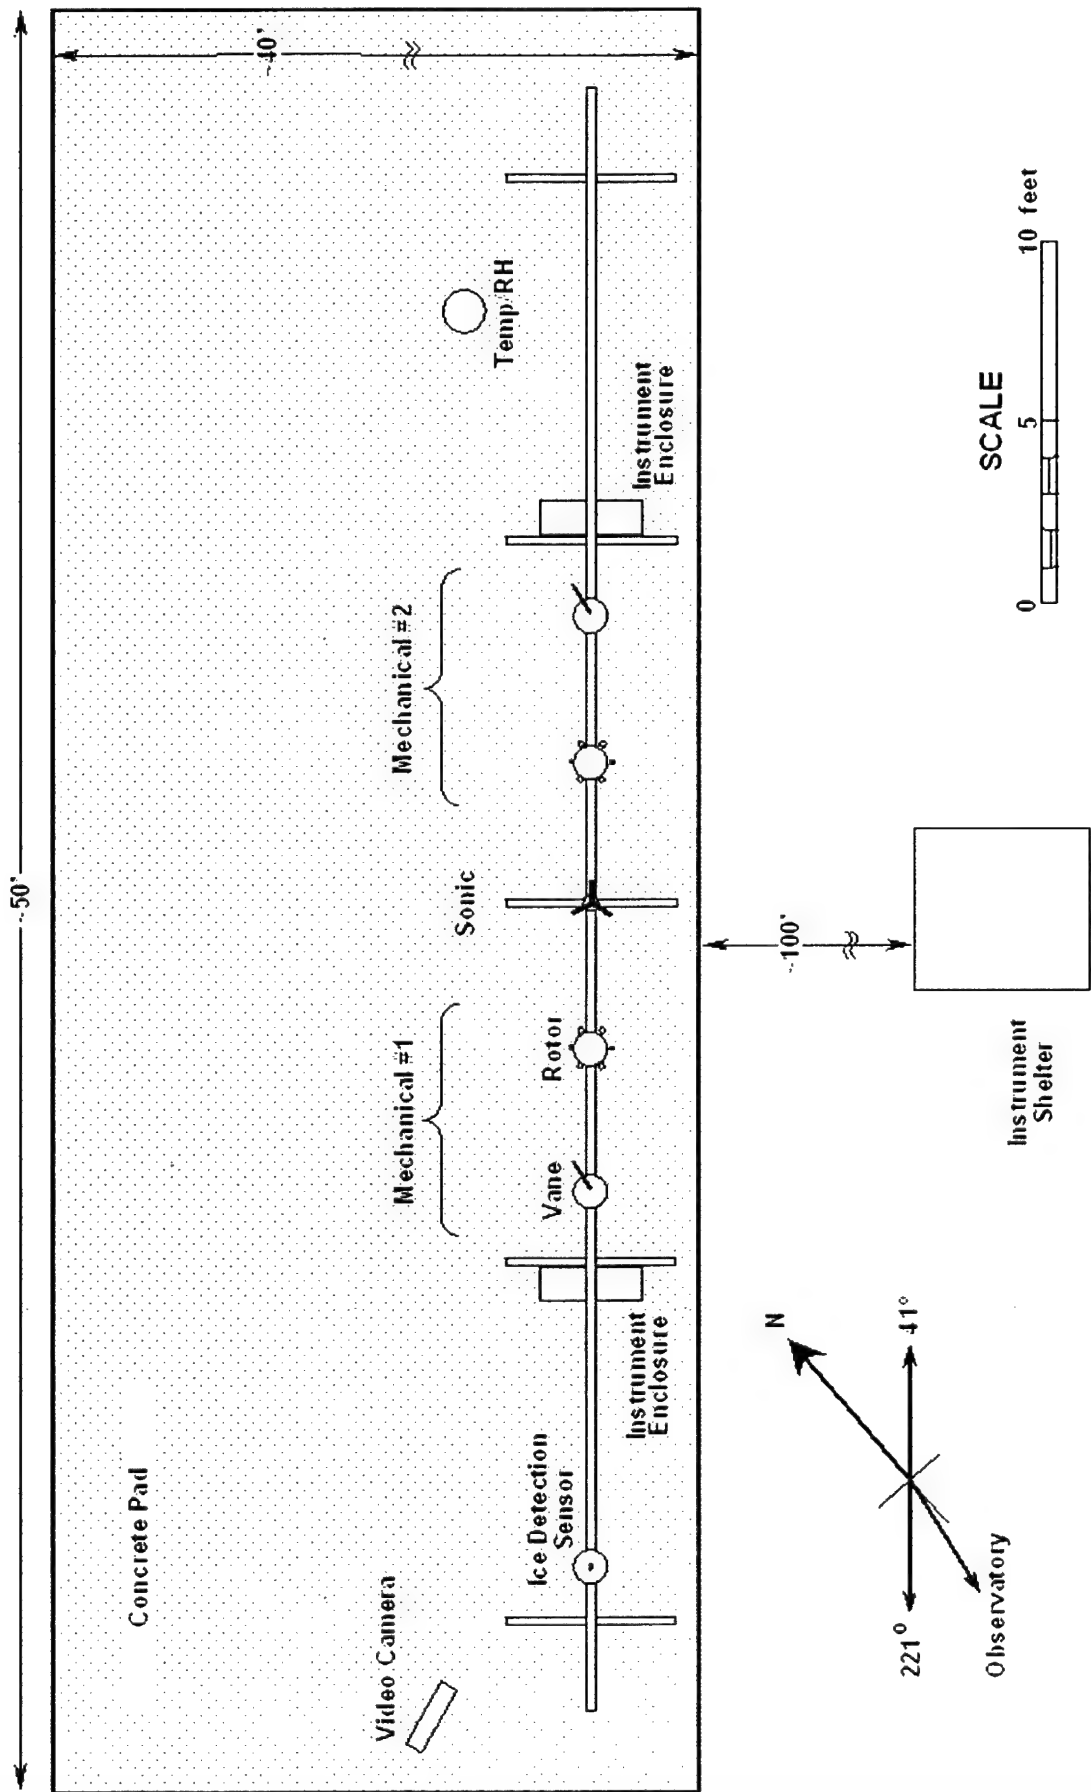 ~50'
~40'
Concrete Pad
Video Camera
Ice Detection
Sensor
Instrument
Enclosure
Mechanical #1
Vane
Rotor
Sonic
Mechanical #2
Instrument
Enclosure
Temp/RH
~100'
Instrument
Shelter
N
41°
221°
Observatory
SCALE
0
5
10 feet